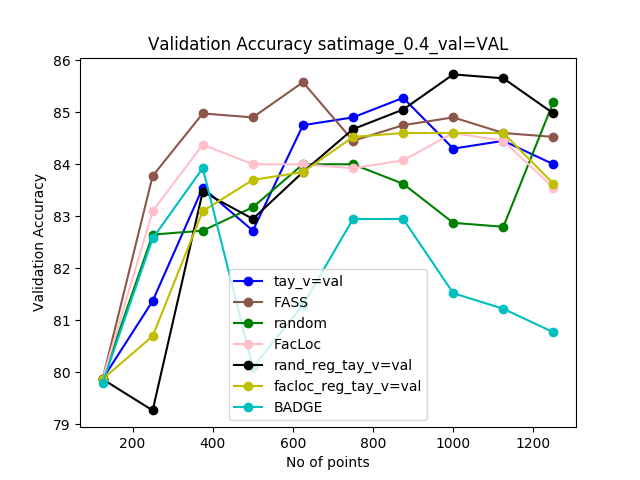 Validation Accuracy satimage_0.4_val=VAL
86
85
84
83
82
81
80
79
Validation Accuracy
tay_v=val
FASS
random
FacLoc
rand_reg_tay_v=val
facloc_reg_tay_v=val
BADGE
200 400 600 800 1000 1200
No of points